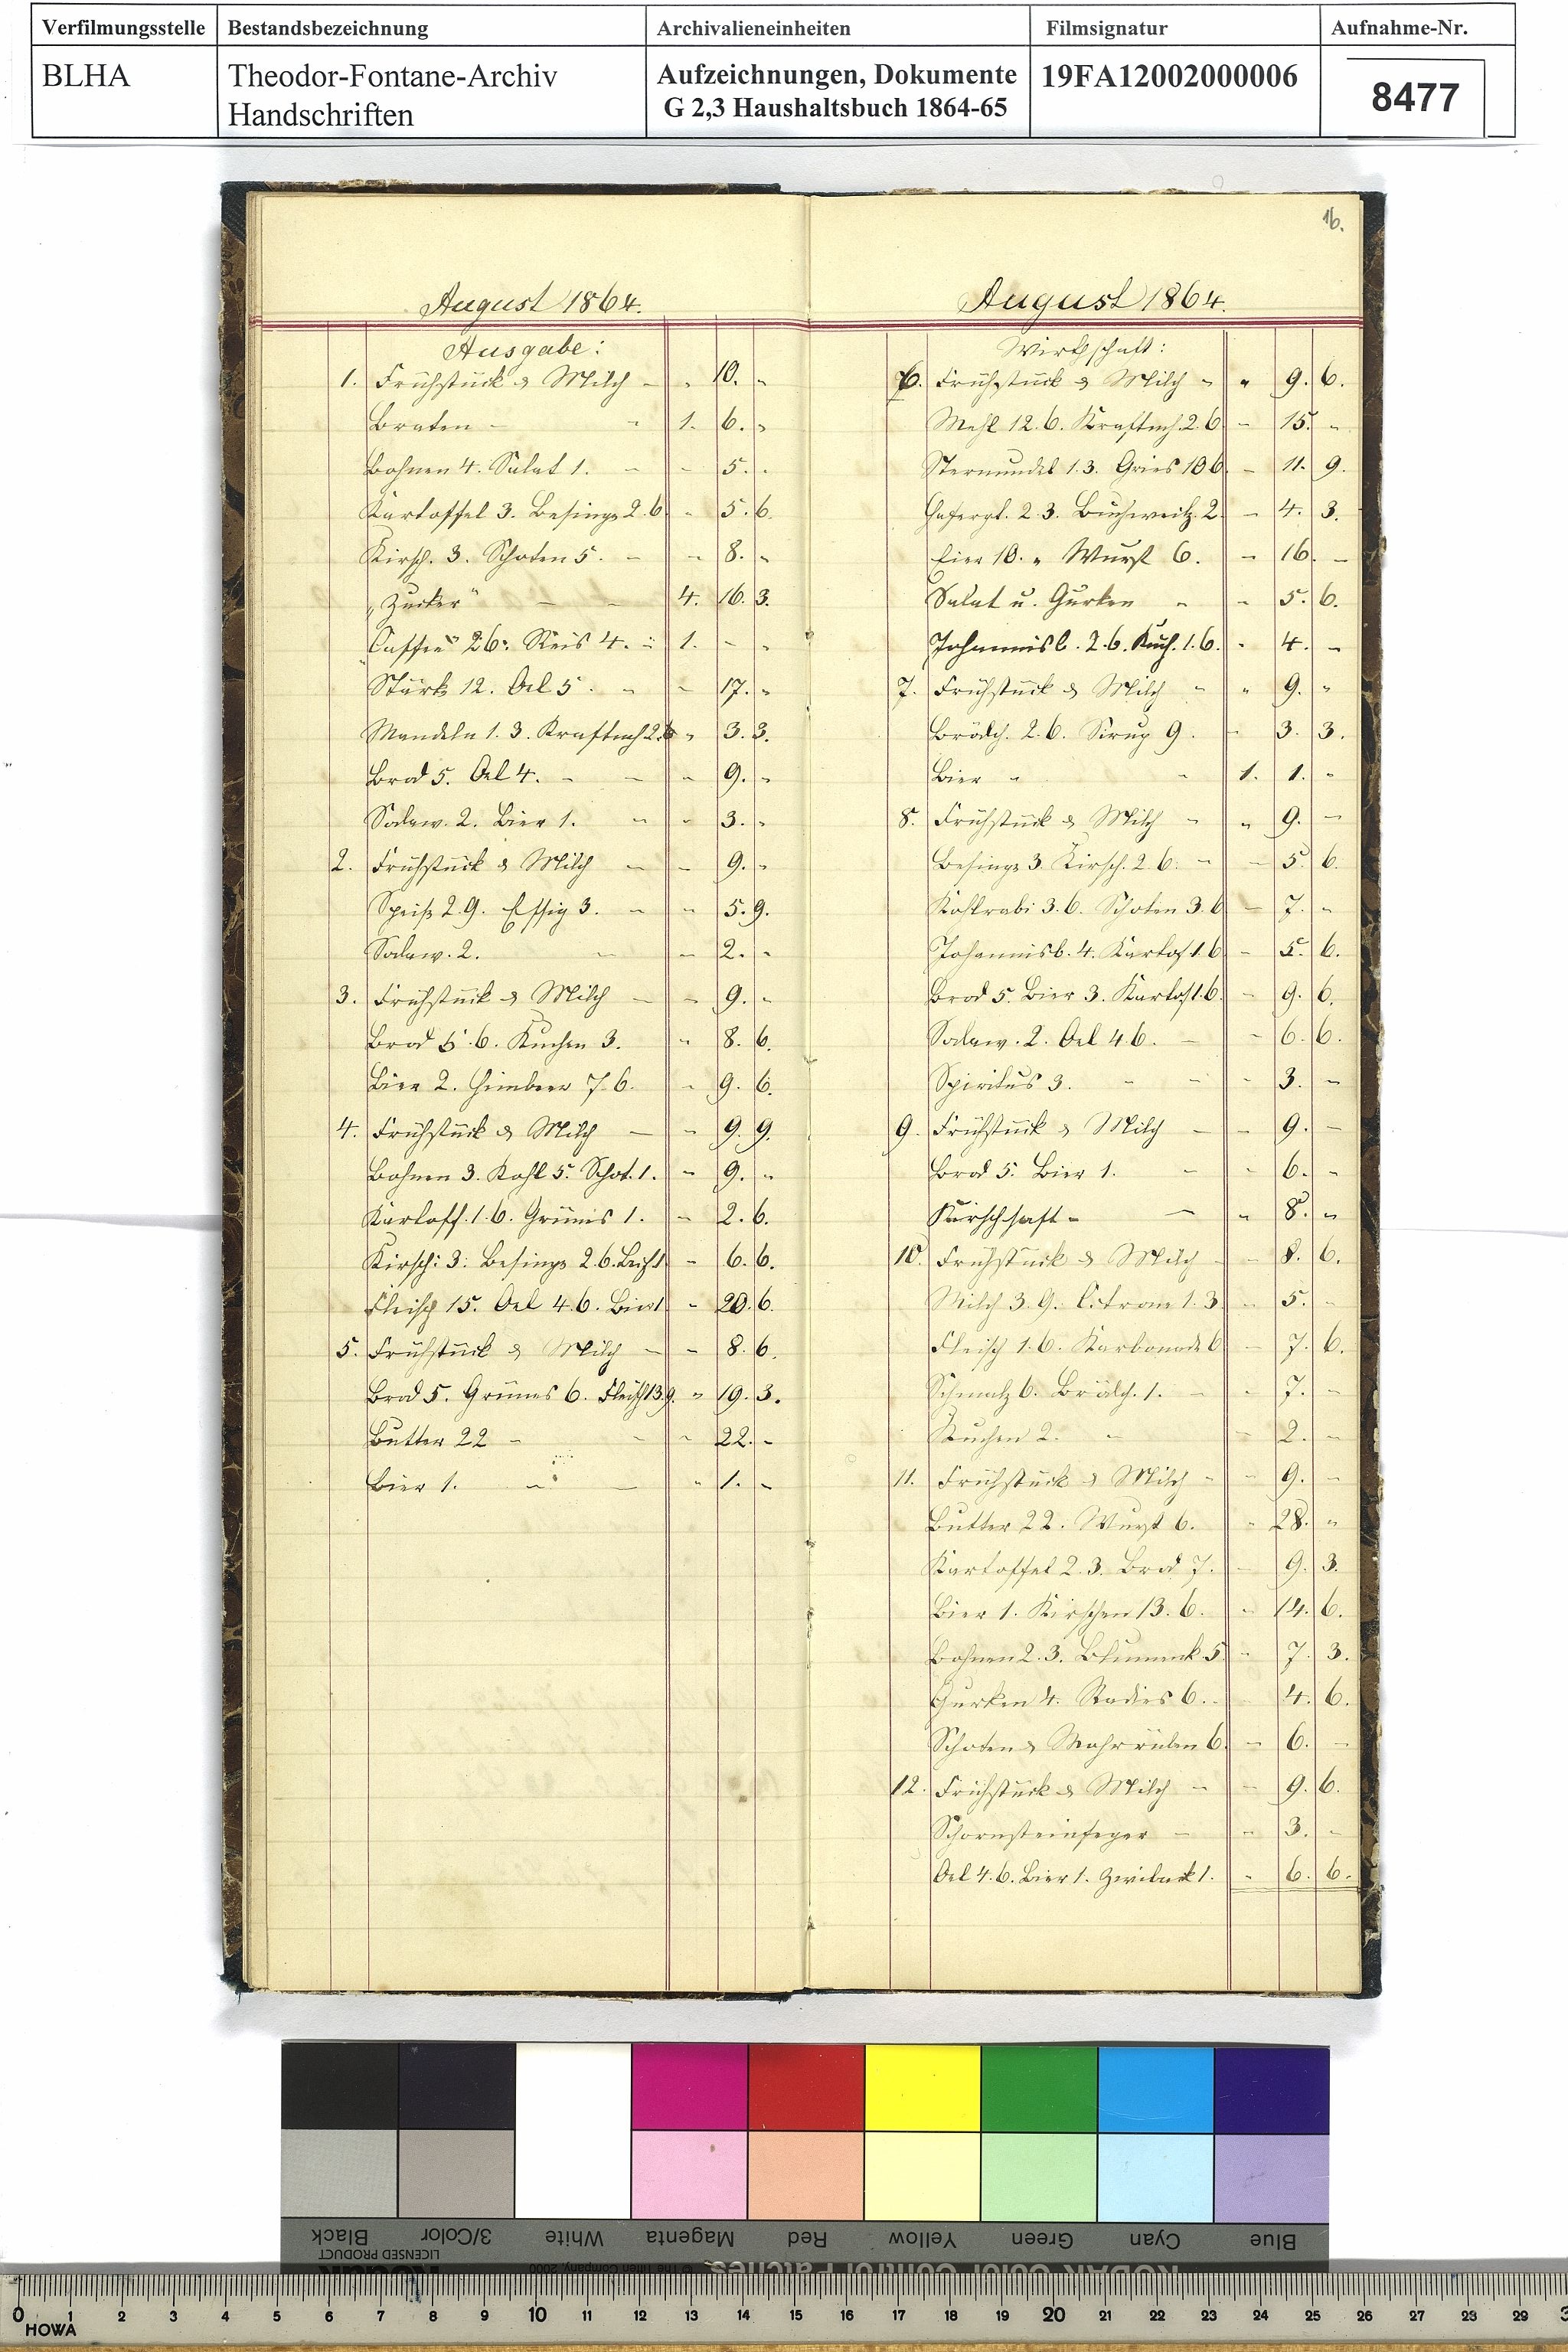 Verfilmungsstelle Bestandsbezeichnung Archivalieneinheiten Filmsignatur Aufnahme-Nr.
BLHA Theodor-Fontane-Archiv Aufzeichnungen, Dokumente 19FA12002000006 8477
Handschriften G 2,3 Haushaltsbuch 1864-65
August 1864.
Ausgabe:
1. Frühstück & Milch - " 10. "
Braten - " 1. 6. "
Bohnen 4. Salat 1. - - 5. "
Kartoffel 3. Besinge 2.6 " 5. 6.
Kirsch. 3. Schoten 5. - - 8. "
"Zucker" - - 4. 16. 3.
"Caffee" 26: Reis 4. " 1. - "
Stärke 12. Oel 5. " - 17. "
Mandeln 1.3. Kraftmh 2. " 3. 3.
Brod 5. Oel 4. - - " 9. "
Sodaw. 2. Bier 1. " " 3. "
2. Frühstück & Milch - - 9. "
Speiß 2.9. Essig 3. - " 5. 9.
Sodaw. 2. - - 2. "
3. Frühstück & Milch - - 9. "
Brod 5.6. Kuchen 3. " 8. 6.
Bier 2. Himbeer 7.6. " 9. 6.
4. Frühstück & Milch - - 9. 9.
Bohnen 3. Kohl 5. Schot. 1. - 9. "
Kartoff. 1.6. Grünes 1. - 2. 6.
Kirsch: 3: Besinge 2.6. - 6. 6.
Fleisch 15. Oel 4.6. Bier 1 " 20. 6.
5. Frühstück & Milch - - 8. 6.
Brod 5. Grünes 6. Fleisch 13.9. " 19. 3.
Butter 22 - - " 22. -
Bier 1. - - " 1. -
16.
August 1864.
Wirthschaft:
6. Frühstück & Milch " " 9. 6.
Mehl 12.6. Kraftmh. 2.6 - 15. "
Sternnudel 1.3. Gries 10.6 - 11. 9.
Hafergr. 2.3. Buchweitz. 2. - 4. 3.
Eier 10. " Wurst 6. - 16. -
Salat u. Gurken " - 5. 6.
Johannisb. 2.6. Kuch. 1.6. " 4. -
7. Frühstück & Milch " " 9. "
Brödch. 2.6. Sirup 9. - 3. 3.
Bier " " 1. 1. "
8. Frühstück & Milch - " 9. -
Besinge 3 Kirsch. 2.6. - - 5. 6.
Kohlrabi 3.6. Schoten 3.6 - 7. "
Johannisb. 4. Kartof 1.6 - 5. 6.
Brod 5. Bier 3. Kartof 1.6. - 9. 6.
Sodaw. 2. Oel 4.6. - - 6. 6.
Spiritus 3. - - - 3. -
9. Frühstück & Milch - - 9. -
Brod 5. Bier 1. - - 6. -
Kirschsaft - - " 8. "
10. Frühstück & Milch - - 8. 6.
Milch 3.9. Citrone 1.3. - 5. -
Fleisch 1.6. Karbonade 6 - 7. 6.
Schmalz 6. Brödch. 1. - - 7. -
Kuchen 2. - - 2. -
11. Frühstück & Milch - - 9. -
Butter 22. Wurst 6. " 28. "
Kartoffel 2.3. Brod 7. - 9. 3.
Bier 1. Kirschen 13.6. - 14. 6.
Bohnen 2.3. Blumenk 5 - 7. 3.
Gurken 4. Radies 6. - 4. 6.
Schoten & Mohrrüben 6. - 6. -
12. Frühstück & Milch - - 9. 6.
Schornsteinfeger - - 3. -
Oel 4.6. Bier 1. Zwieback 1. " 6. 6.
Black 3/Color White Magenta Red Yellow Green Cyan Blue
LICENSED PRODUCT
Kodak © The Tiffen Company, 2000 KODAK Color Control Patches
0 1 2 3 4 5 6 7 8 9 10 11 12 13 14 15 16 17 18 19 20 21 22 23 24 25 26 27 28 29 3
HOWA